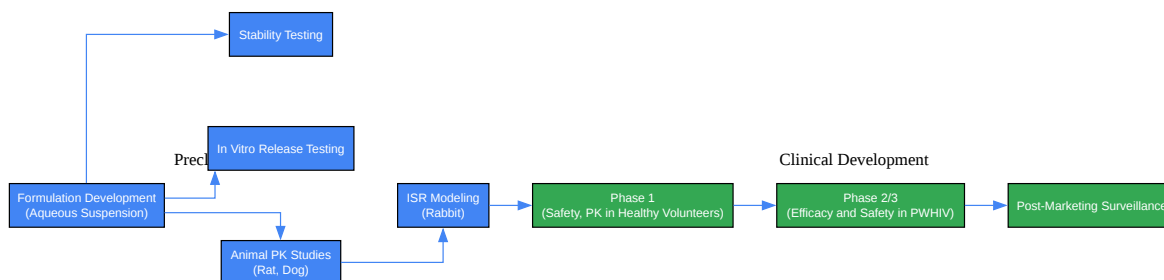 Stability Testing
In Vitro Release Testing
Clinical Development
Formulation Development
(Aqueous Suspension)
ISR Modeling
(Rabbit)
Phase 1
(Safety, PK in Healthy Volunteers)
Phase 2/3
(Efficacy and Safety in PWHIV)
Post-Marketing Surveillance
Animal PK Studies
(Rat, Dog)